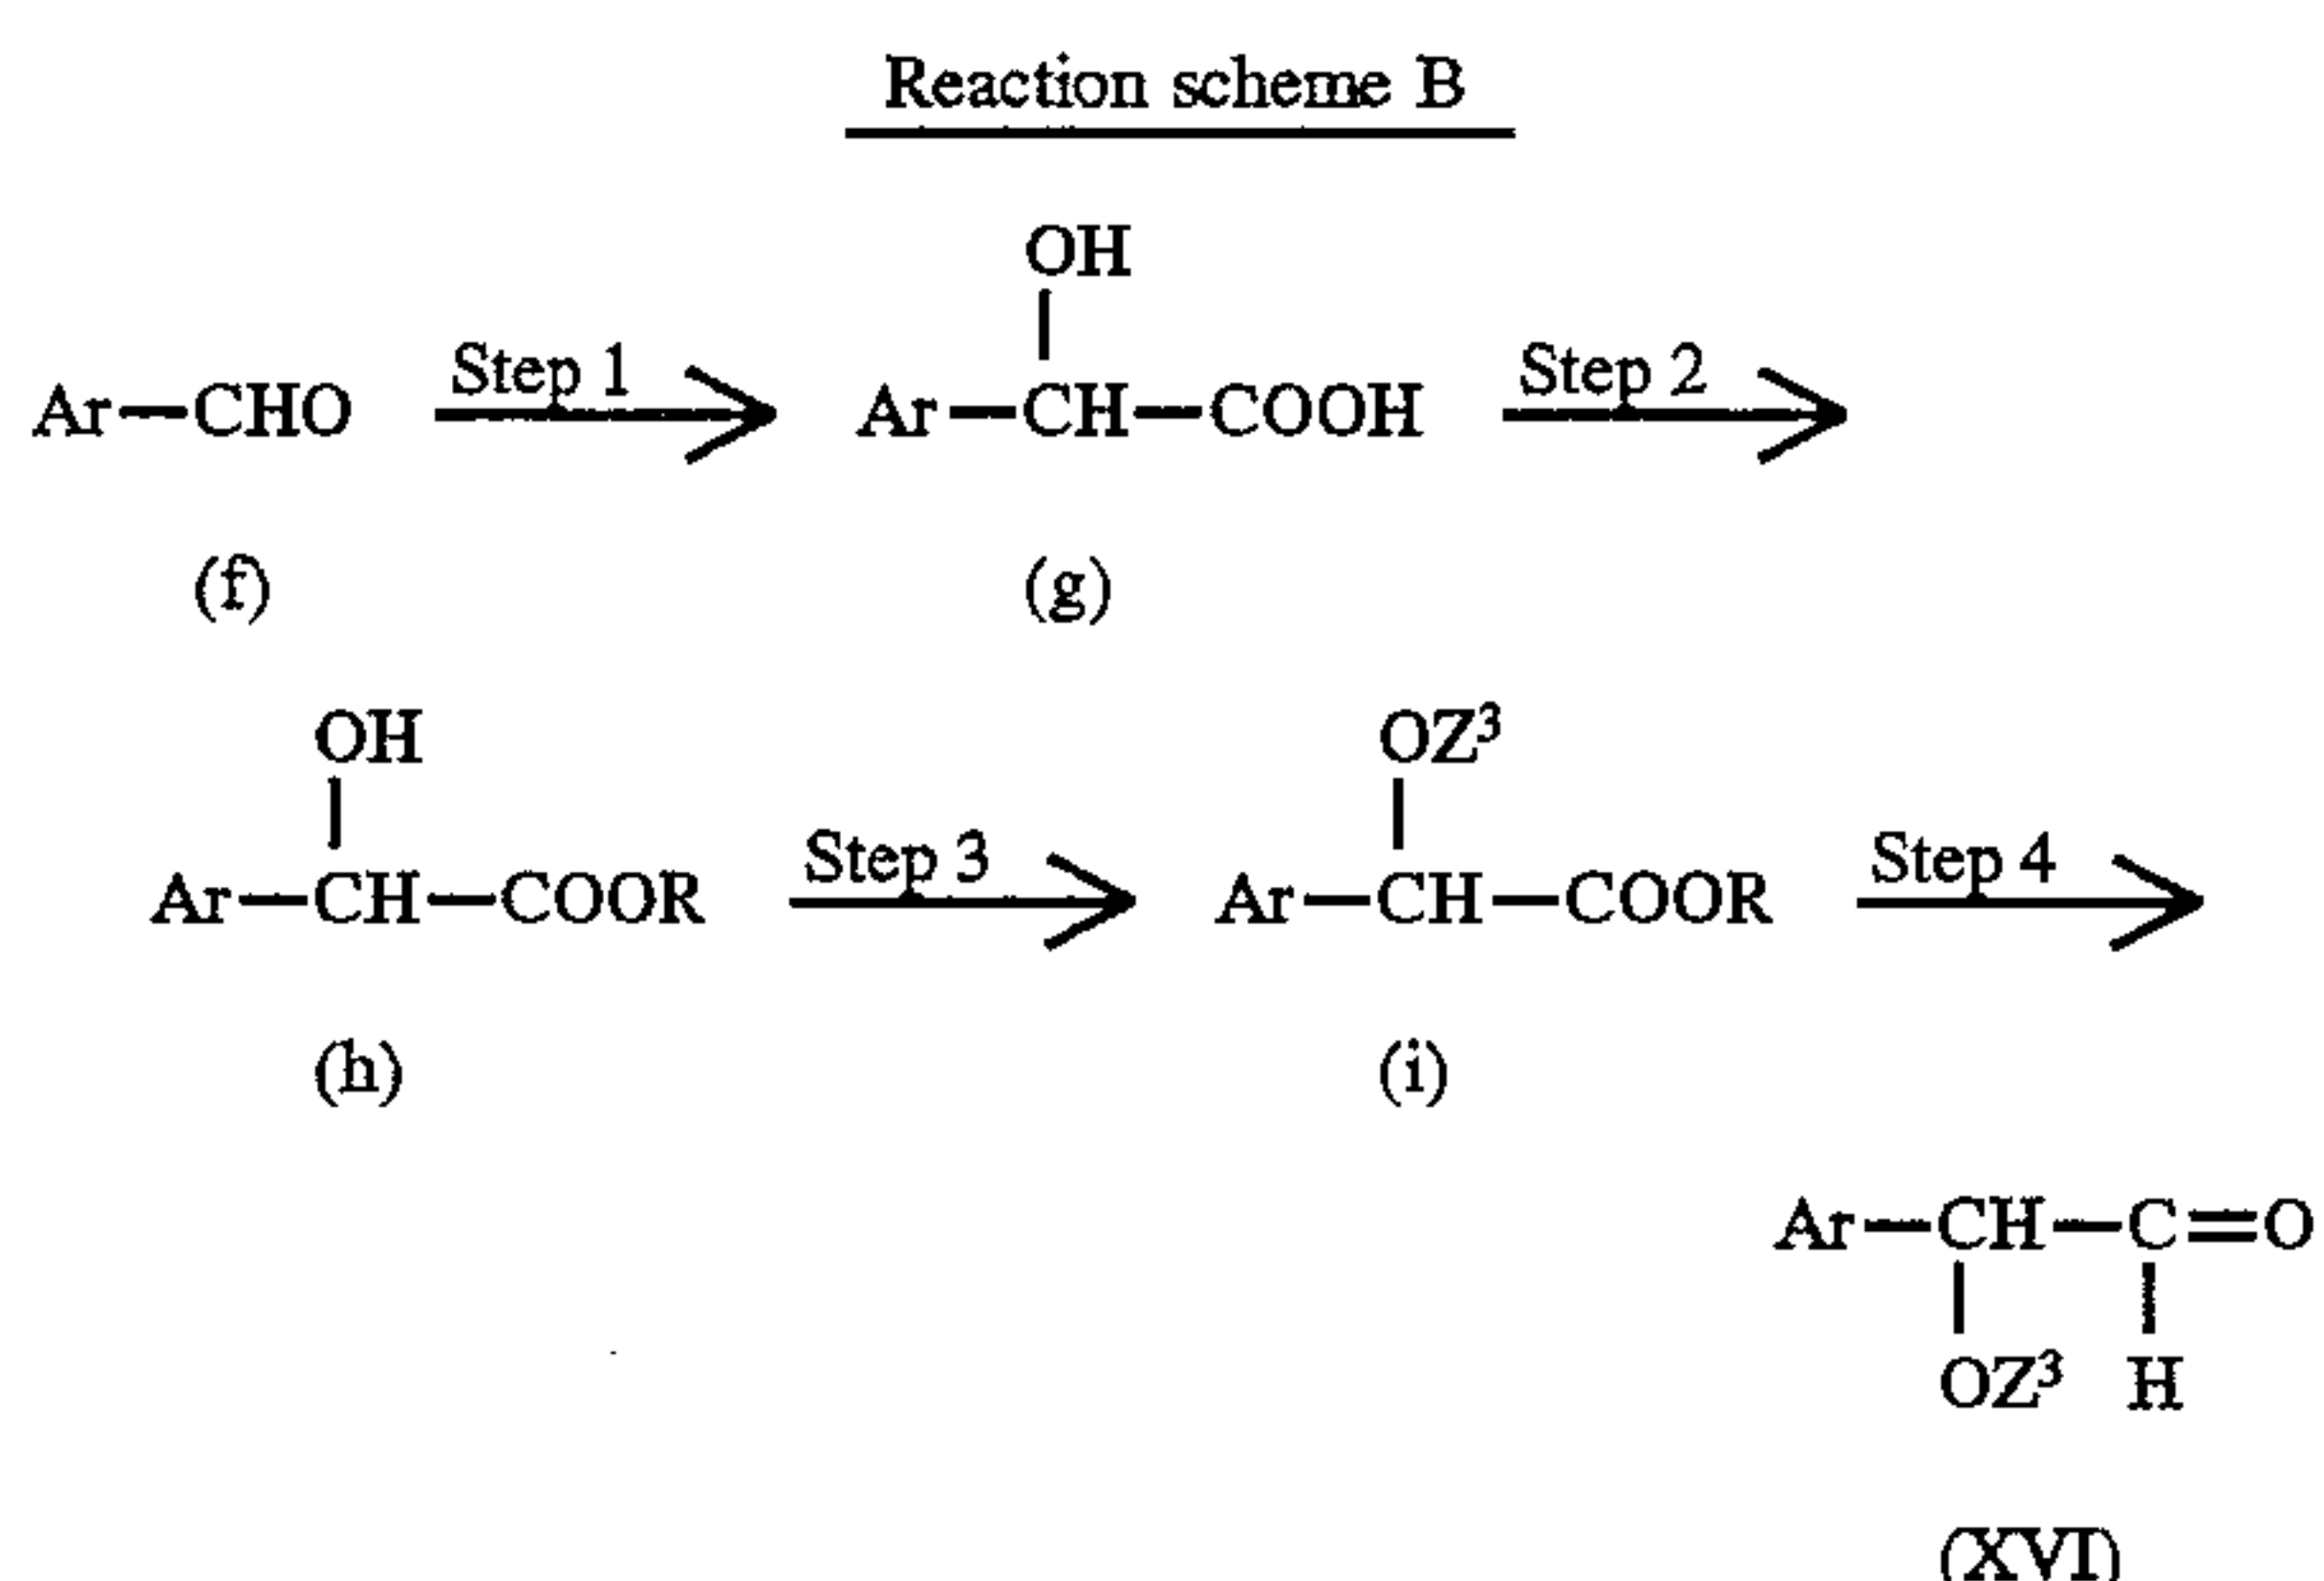 Reaction scheme B
OH
Ar—CHO Step 1 Ar—CH—COOH Step 2
(f) (g)
OH OZ³
Ar—CH—COOR Step 3 Ar—CH—COOR Step 4
(h) (i)
Ar—CH—C=O
OZ³ H
(XVI)